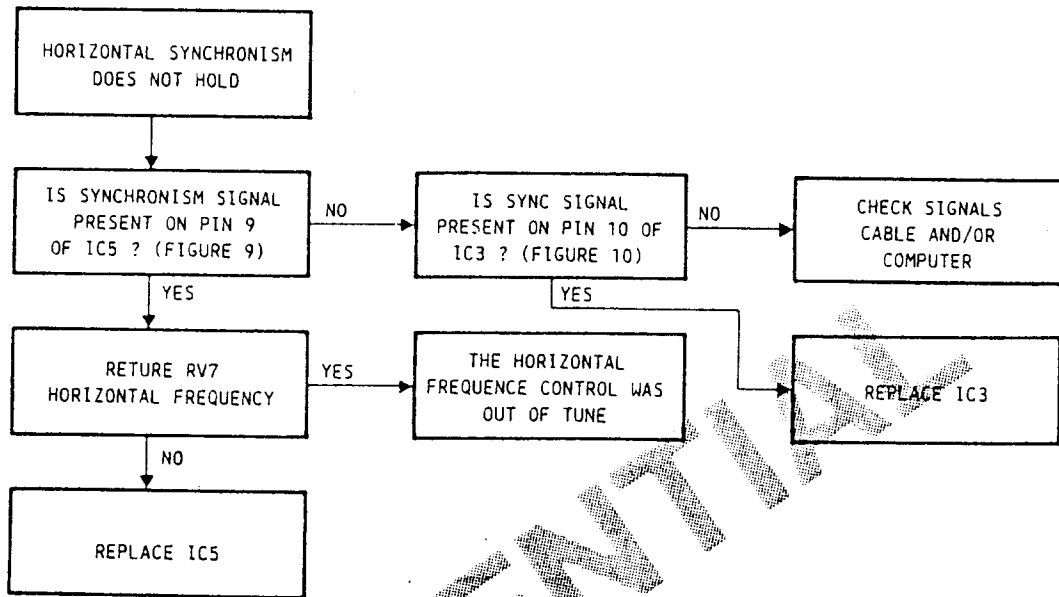 HORIZONTAL SYNCHRONISM
DOES NOT HOLD
IS SYNCHRONISM SIGNAL
PRESENT ON PIN 9
OF IC5 ? (FIGURE 9)
NO
IS SYNC SIGNAL
PRESENT ON PIN 10 OF
IC3 ? (FIGURE 10)
NO
CHECK SIGNALS
CABLE AND/OR
COMPUTER
YES
YES
RETURE RV7
HORIZONTAL FREQUENCY
YES
THE HORIZONTAL
FREQUENCE CONTROL WAS
OUT OF TUNE
REPLACE IC3
NO
REPLACE IC5
ENTIAL